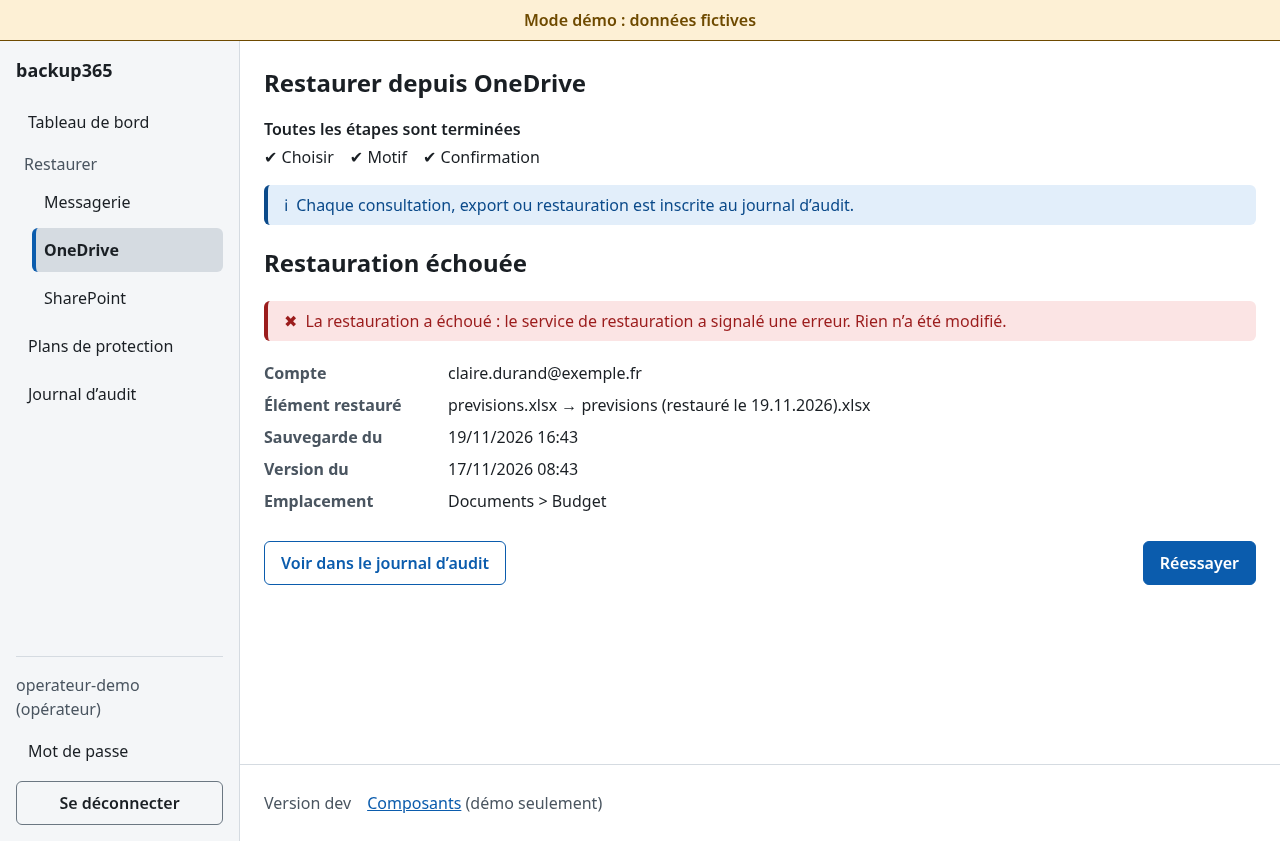 Mode démo : données fictives
backup365
Tableau de bord
Restaurer
Messagerie
OneDrive
SharePoint
Plans de protection
Journal d’audit
operateur-demo
(opérateur)
Mot de passe
Se déconnecter
Restaurer depuis OneDrive
Toutes les étapes sont terminées
✔ Choisir ✔ Motif ✔ Confirmation
i Chaque consultation, export ou restauration est inscrite au journal d’audit.
Restauration échouée
✖ La restauration a échoué : le service de restauration a signalé une erreur. Rien n’a été modifié.
Compte claire.durand@exemple.fr
Élément restauré previsions.xlsx → previsions (restauré le 19.11.2026).xlsx
Sauvegarde du 19/11/2026 16:43
Version du 17/11/2026 08:43
Emplacement Documents > Budget
Voir dans le journal d’audit Réessayer
Version dev Composants (démo seulement)